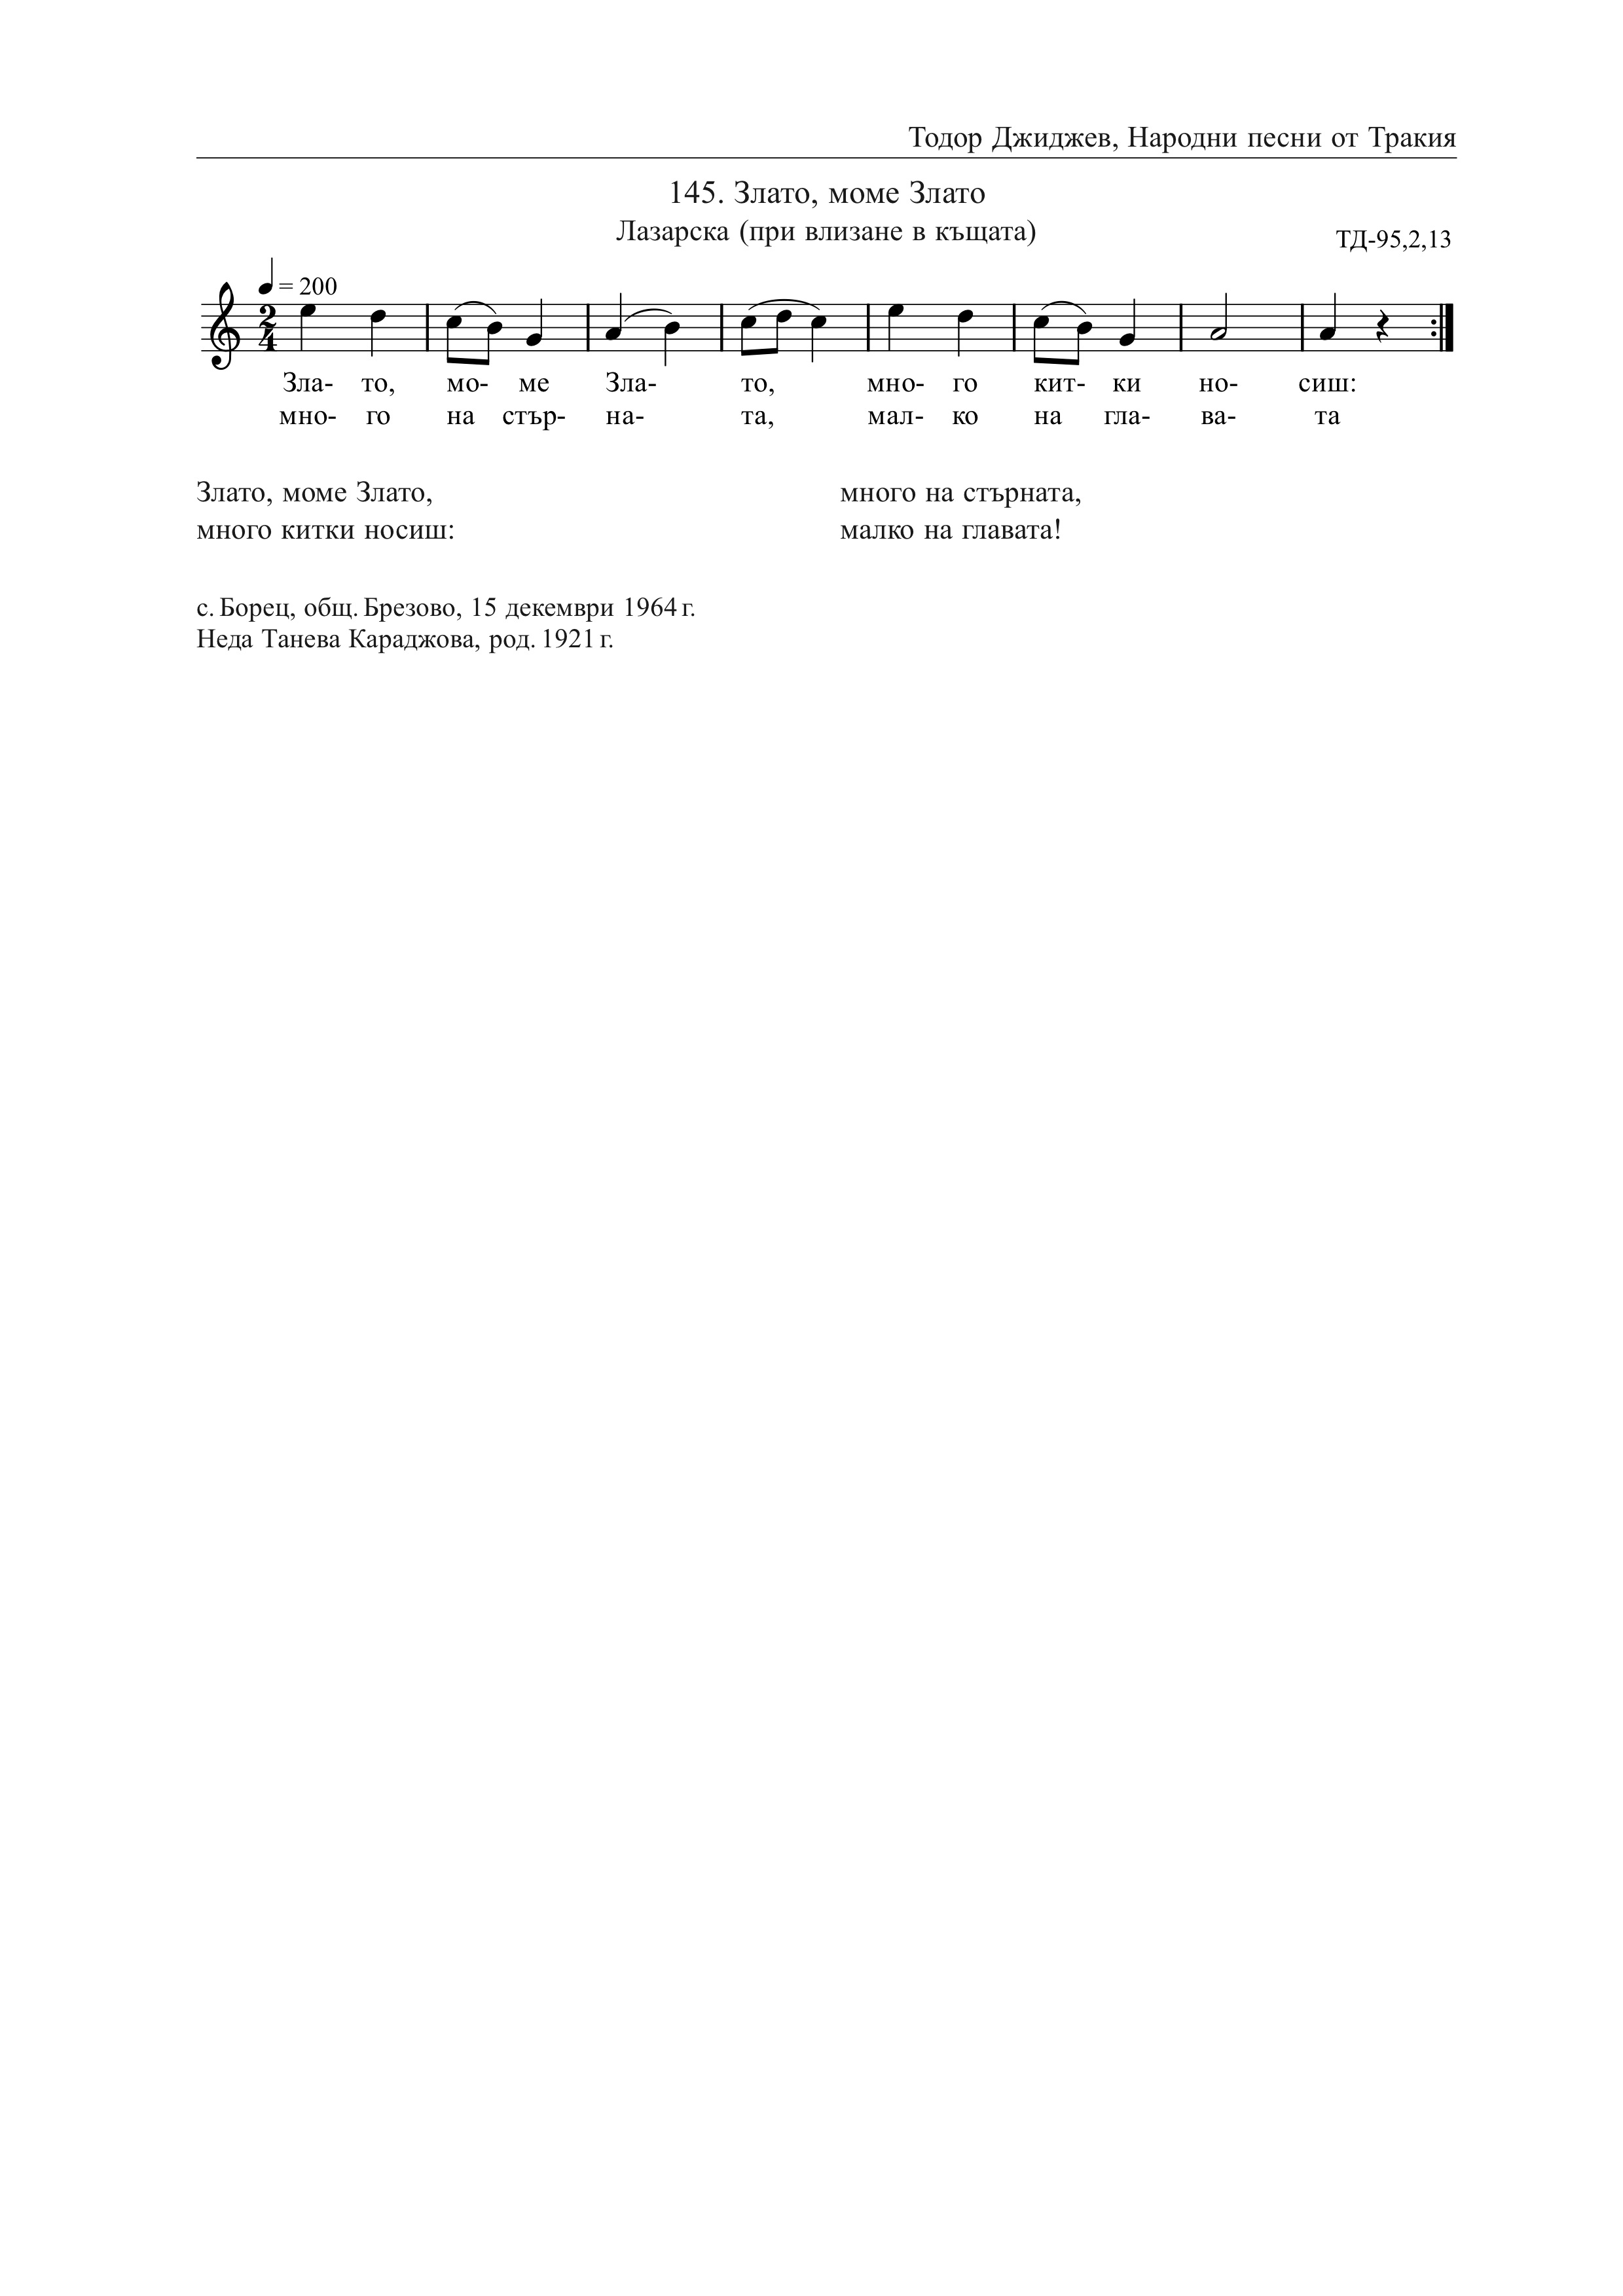 Тодор Джиджев, Народни песни от Тракия
145. Злато, моме Злато
Лазарска (при влизане в къщата)
ТД-95,2,13
= 200
2
4
Зла- то, мо- ме Зла- то, мно- го кит- ки но- сиш:
мно- го на стър- на- та, мал- ко на гла- ва- та
Злато, моме Злато,
много китки носиш:
много на стърната,
малко на главата!
с. Борец, общ. Брезово, 15 декември 1964 г.
Неда Танева Караджова, род. 1921 г.